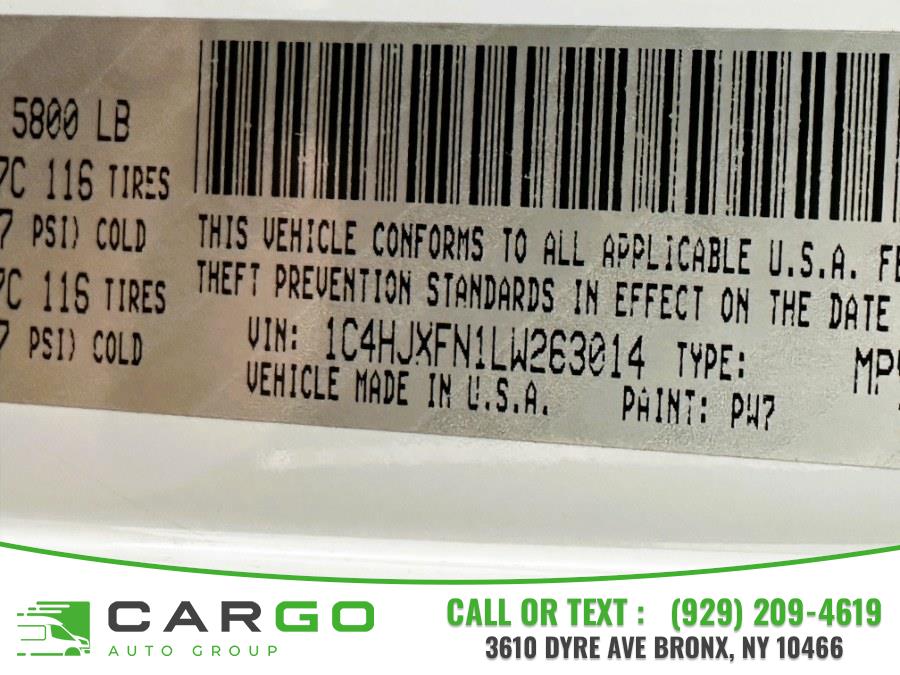 5800 LB
7C 116 TIRES
7 PSI) COLD
7C 116 TIRES
7 PSI) COLD
THIS VEHICLE CONFORMS TO ALL APPLICABLE U.S.A. FE
THEFT PREVENTION STANDARDS IN EFFECT ON THE DATE
VIN: 1C4HJXFN1LW263014 TYPE: MP
VEHICLE MADE IN U.S.A. PAINT: PW7
CARGO
AUTO GROUP
CALL OR TEXT : (929) 209-4619
3610 DYRE AVE BRONX, NY 10466